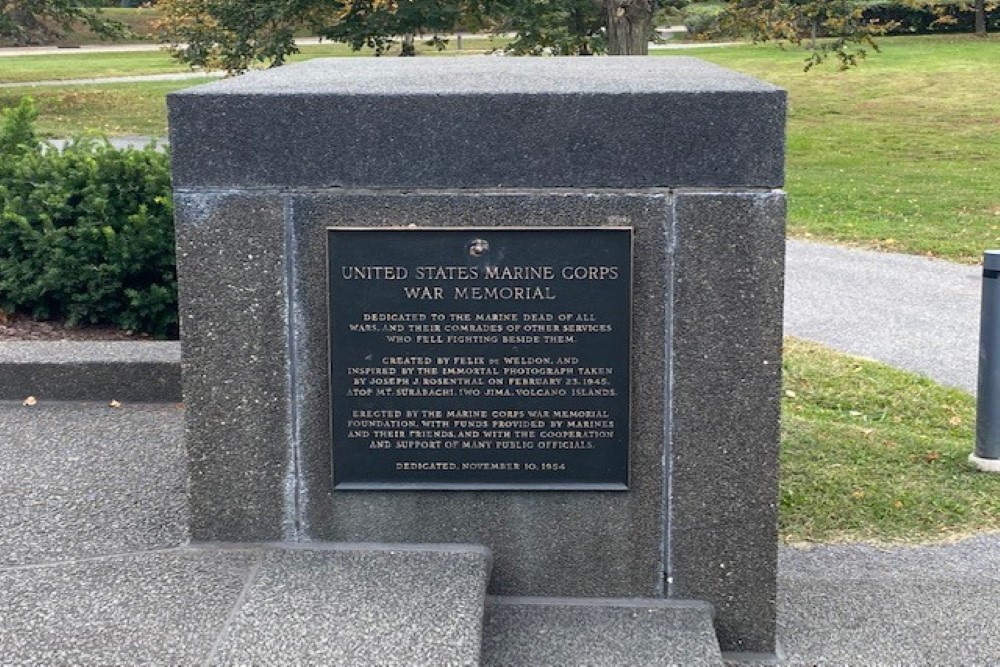 UNITED STATES MARINE CORPS
WAR MEMORIAL
DEDICATED TO THE MARINE DEAD OF ALL
WARS, AND THEIR COMRADES OF OTHER SERVICES
WHO FELL FIGHTING BESIDE THEM.
CREATED BY FELIX DE WELDON, AND
INSPIRED BY THE IMMORTAL PHOTOGRAPH TAKEN
BY JOSEPH J. ROSENTHAL ON FEBRUARY 23, 1945,
ATOP MT. SURABACHI, IWO JIMA, VOLCANO ISLANDS.
ERECTED BY THE MARINE CORPS WAR MEMORIAL
FOUNDATION, WITH FUNDS PROVIDED BY MARINES
AND THEIR FRIENDS, AND WITH THE COOPERATION
AND SUPPORT OF MANY PUBLIC OFFICIALS.
DEDICATED, NOVEMBER 10, 1954